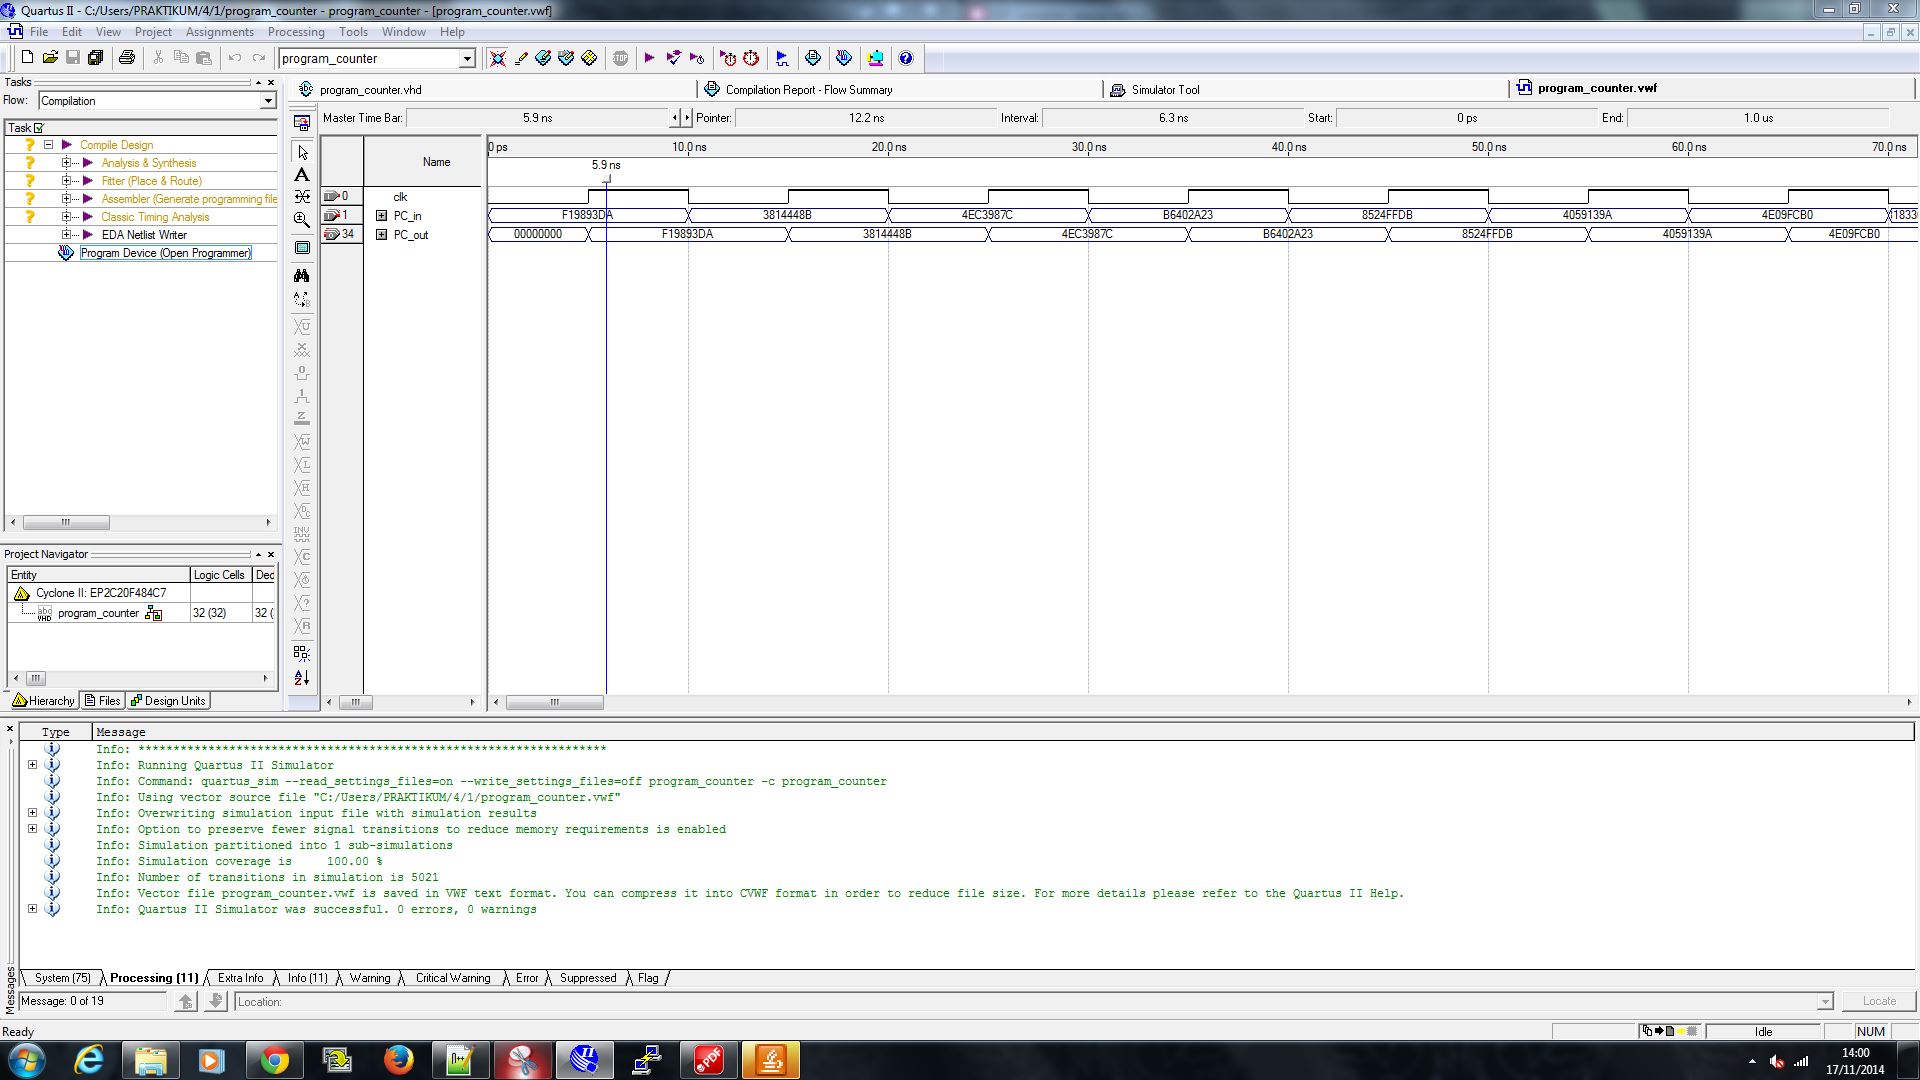 Quartus II - C:/Users/PRAKTIKUM/4/1/program_counter - program_counter - [program_counter.vwf]
File Edit View Project Assignments Processing Tools Window Help
program_counter
Tasks
Flow: Compilation
Task
Compile Design
Analysis & Synthesis
Fitter (Place & Route)
Assembler (Generate programming file
Classic Timing Analysis
EDA Netlist Writer
Program Device (Open Programmer)
Project Navigator
Entity Logic Cells Dec
Cyclone II: EP2C20F484C7
program_counter 32 (32) 32 (
Hierarchy Files Design Units
program_counter.vhd Compilation Report - Flow Summary Simulator Tool program_counter.vwf
Master Time Bar: 5.9 ns Pointer: 12.2 ns Interval: 6.3 ns Start: 0 ps End: 1.0 us
Name
0 ps 10.0 ns 20.0 ns 30.0 ns 40.0 ns 50.0 ns 60.0 ns 70.0 ns
5.9 ns
0 clk
1 PC_in F19893DA 3814448B 4EC3987C B6402A23 8524FFDB 4059139A 4E09FCB0
34 PC_out 00000000 F19893DA 3814448B 4EC3987C B6402A23 8524FFDB 4059139A 4E09FCB0
Type Message
Info: *******************************************************************
Info: Running Quartus II Simulator
Info: Command: quartus_sim --read_settings_files=on --write_settings_files=off program_counter -c program_counter
Info: Using vector source file "C:/Users/PRAKTIKUM/4/1/program_counter.vwf"
Info: Overwriting simulation input file with simulation results
Info: Option to preserve fewer signal transitions to reduce memory requirements is enabled
Info: Simulation partitioned into 1 sub-simulations
Info: Simulation coverage is 100.00 %
Info: Number of transitions in simulation is 5021
Info: Vector file program_counter.vwf is saved in VWF text format. You can compress it into CVWF format in order to reduce file size. For more details please refer to the Quartus II Help.
Info: Quartus II Simulator was successful. 0 errors, 0 warnings
System (75) Processing (11) Extra Info Info (11) Warning Critical Warning Error Suppressed Flag
Messages
Message: 0 of 19 Location: Locate
Ready Idle NUM
14:00
17/11/2014